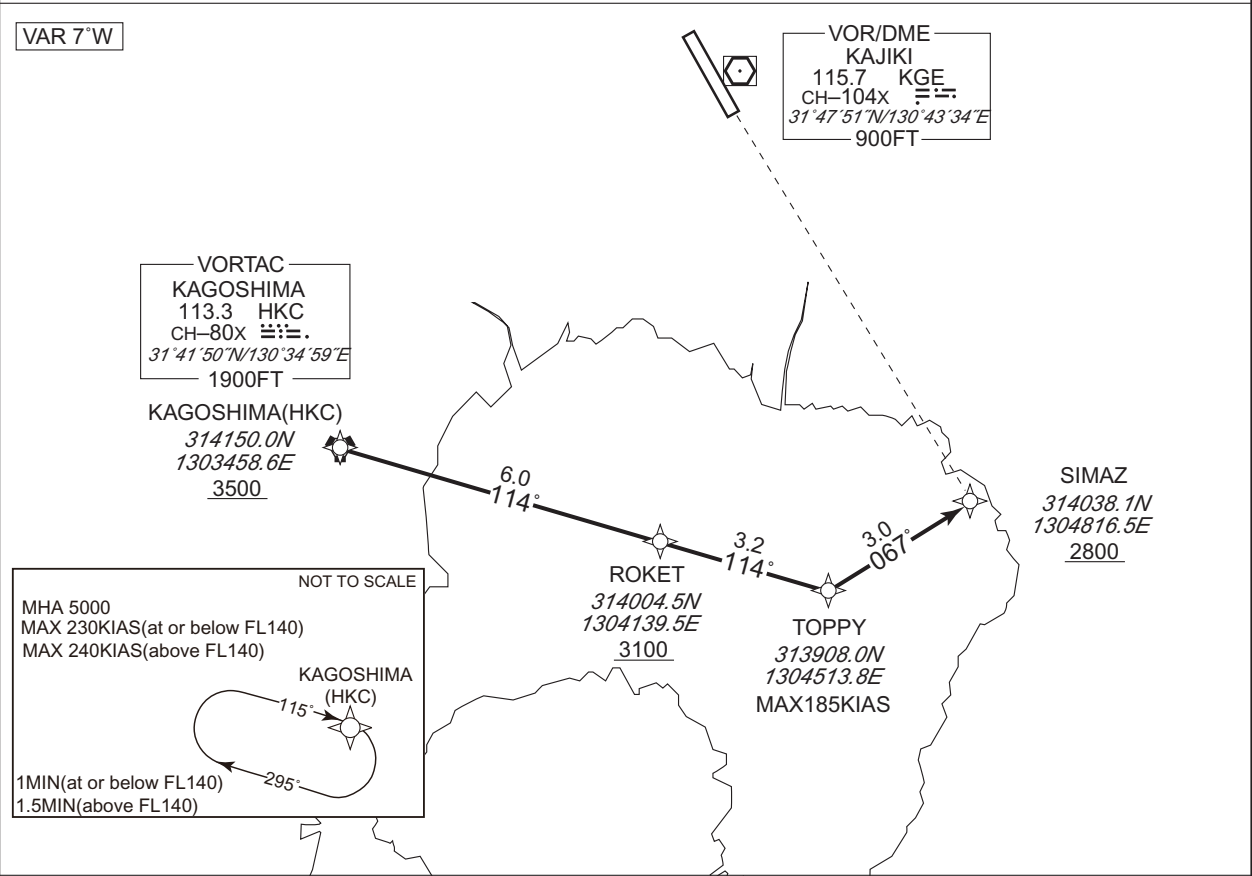 VAR 7°W
VOR/DME
KAJIKI
115.7 KGE
CH–104X
31°47´51˝N/130°43´34˝E
900FT
VORTAC
KAGOSHIMA
113.3 HKC
CH–80X
31°41´50˝N/130°34´59˝E
1900FT
KAGOSHIMA(HKC)
314150.0N
1303458.6E
3500
6.0
114°
ROKET
314004.5N
1304139.5E
3100
3.2
114°
TOPPY
313908.0N
1304513.8E
MAX185KIAS
3.0
067°
SIMAZ
314038.1N
1304816.5E
2800
NOT TO SCALE
MHA 5000
MAX 230KIAS(at or below FL140)
MAX 240KIAS(above FL140)
KAGOSHIMA
(HKC)
115°
295°
1MIN(at or below FL140)
1.5MIN(above FL140)